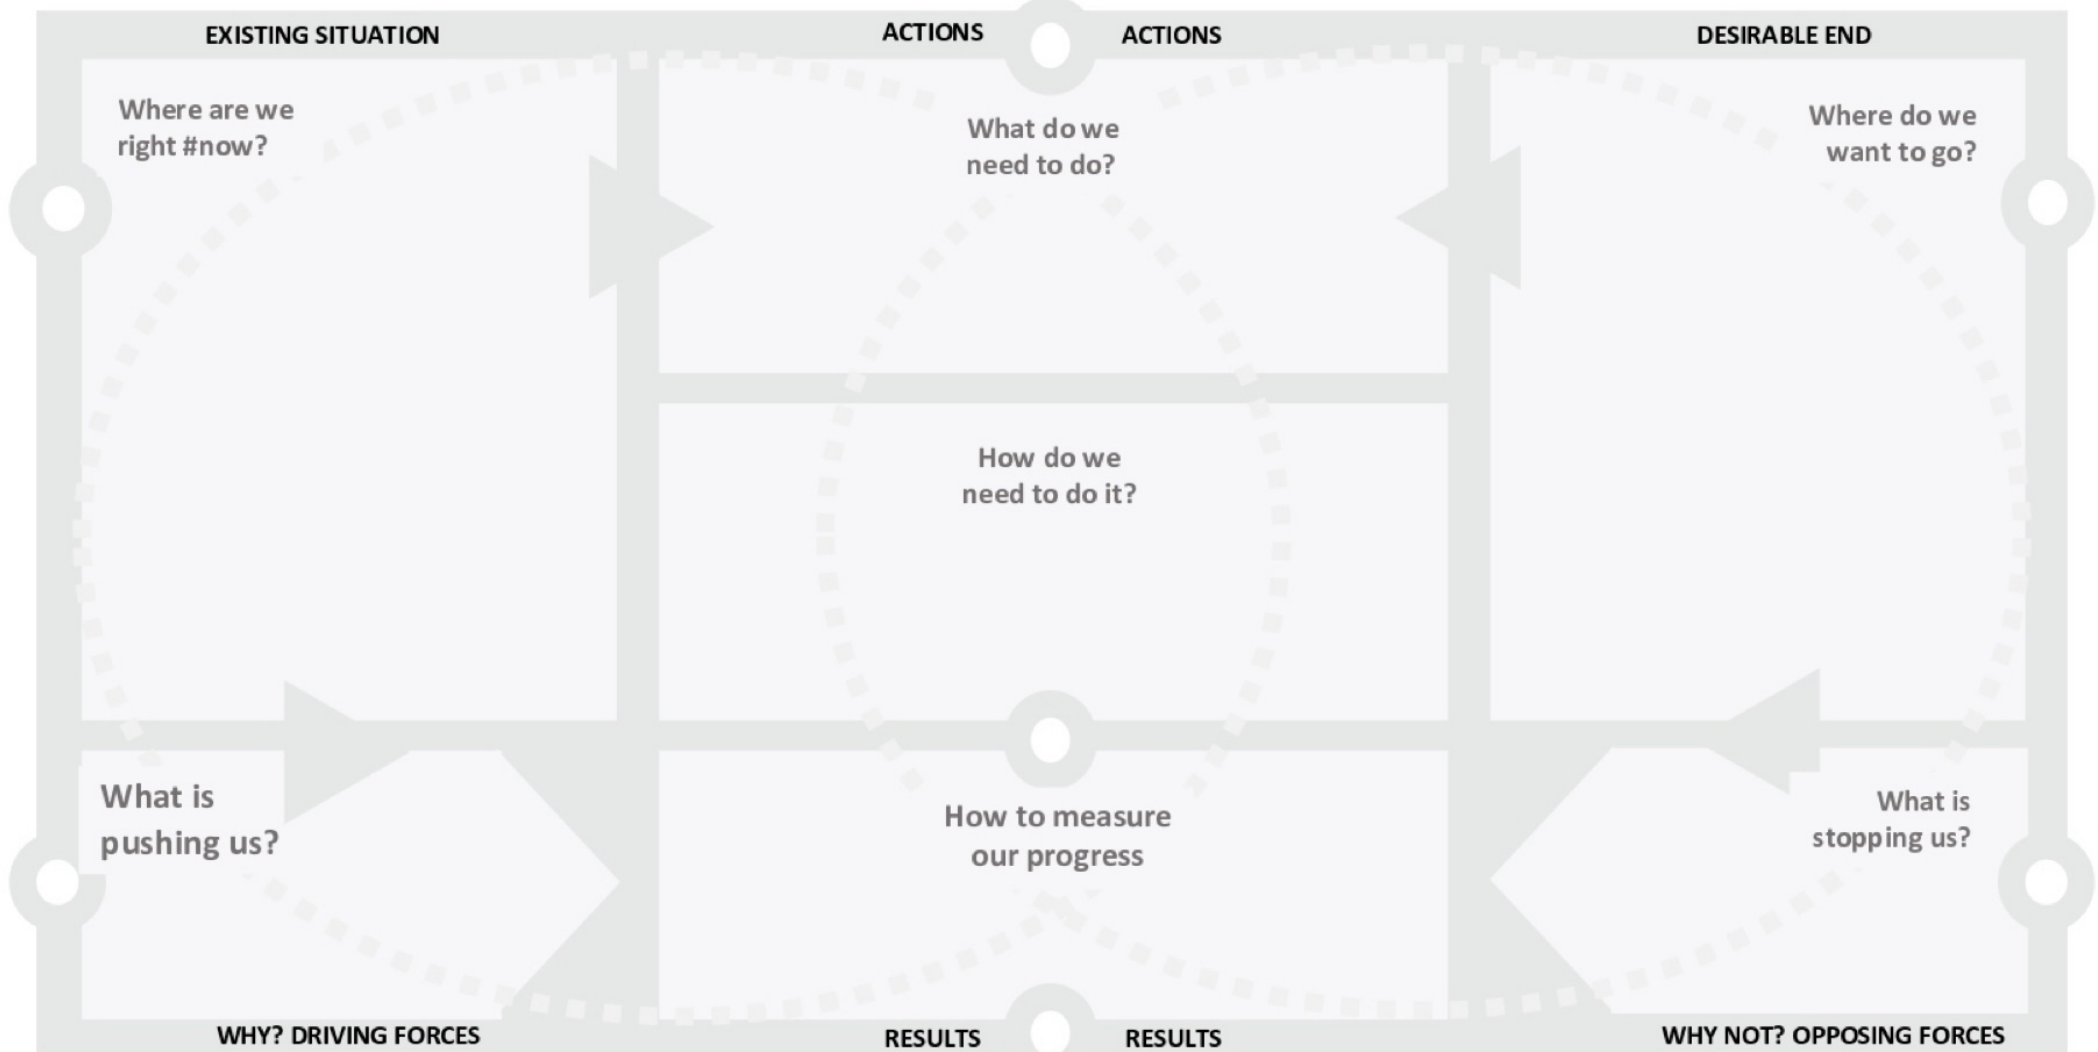 EXISTING SITUATION
ACTIONS
ACTIONS
DESIRABLE END
Where are we
right #now?
What do we
need to do?
Where do we
want to go?
How do we
need to do it?
What is
pushing us?
How to measure
our progress
What is
stopping us?
WHY? DRIVING FORCES
RESULTS
RESULTS
WHY NOT? OPPOSING FORCES